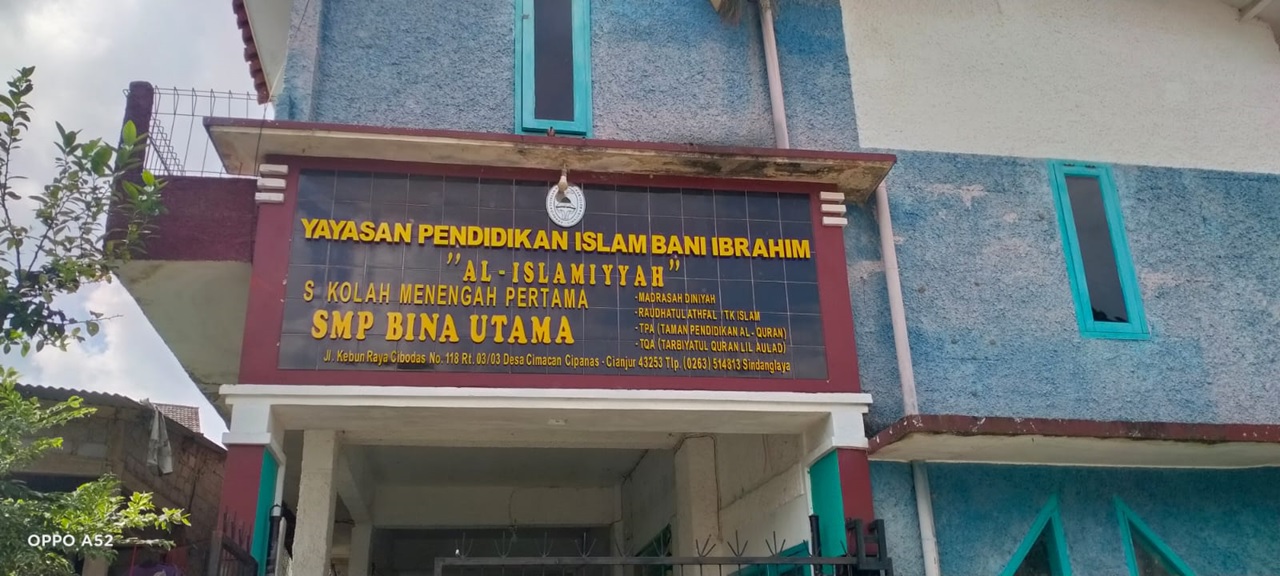 YAYASAN PENDIDIKAN ISLAM BANI IBRAHIM
"AL-ISLAMIYYAH"
S KOLAH MENENGAH PERTAMA
SMP BINA UTAMA
-MADRASAH DINIYAH
-RAUDHATULATHFAL / TK ISLAM
-TPA (TAMAN PENDIDIKAN AL-QURAN)
-TQA (TARBIYATUL QURAN LIL AULAD)
Jl. Kebun Raya Cibodas No. 118 Rt. 03/03 Desa Cimacan Cipanas - Cianjur 43253 Tlp. (0263) 514813 Sindanglaya
OPPO A52